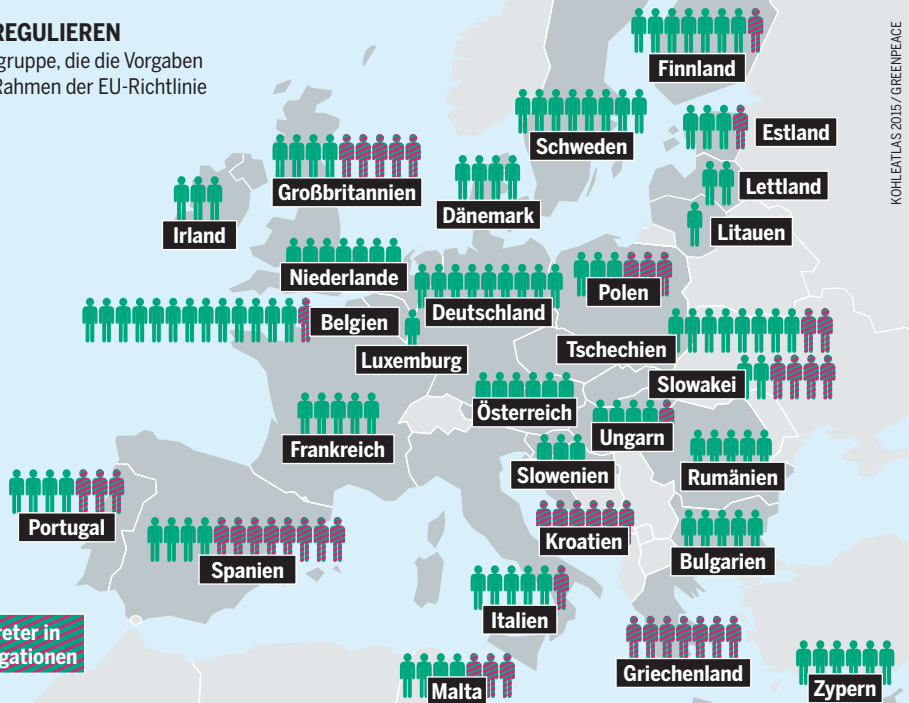 REGULIEREN
gruppe, die die Vorgaben
Rahmen der EU-Richtlinie
KOHLEATLAS 2015 / GREENPEACE
Finnland
Schweden
Estland
Großbritannien
Lettland
Dänemark
Irland
Litauen
Niederlande
Polen
Deutschland
Belgien
Tschechien
Luxemburg
Slowakei
Österreich
Ungarn
Frankreich
Slowenien
Rumänien
Portugal
Kroatien
Bulgarien
Spanien
Italien
reter in
gationen
Griechenland
Malta
Zypern